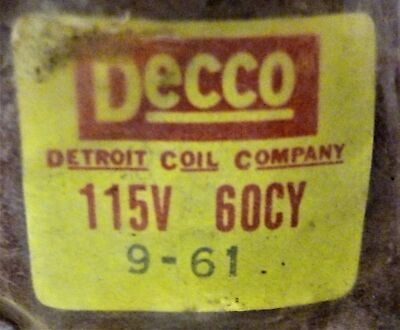 Decco
DETROIT COIL COMPANY
115V 60CY
9-61